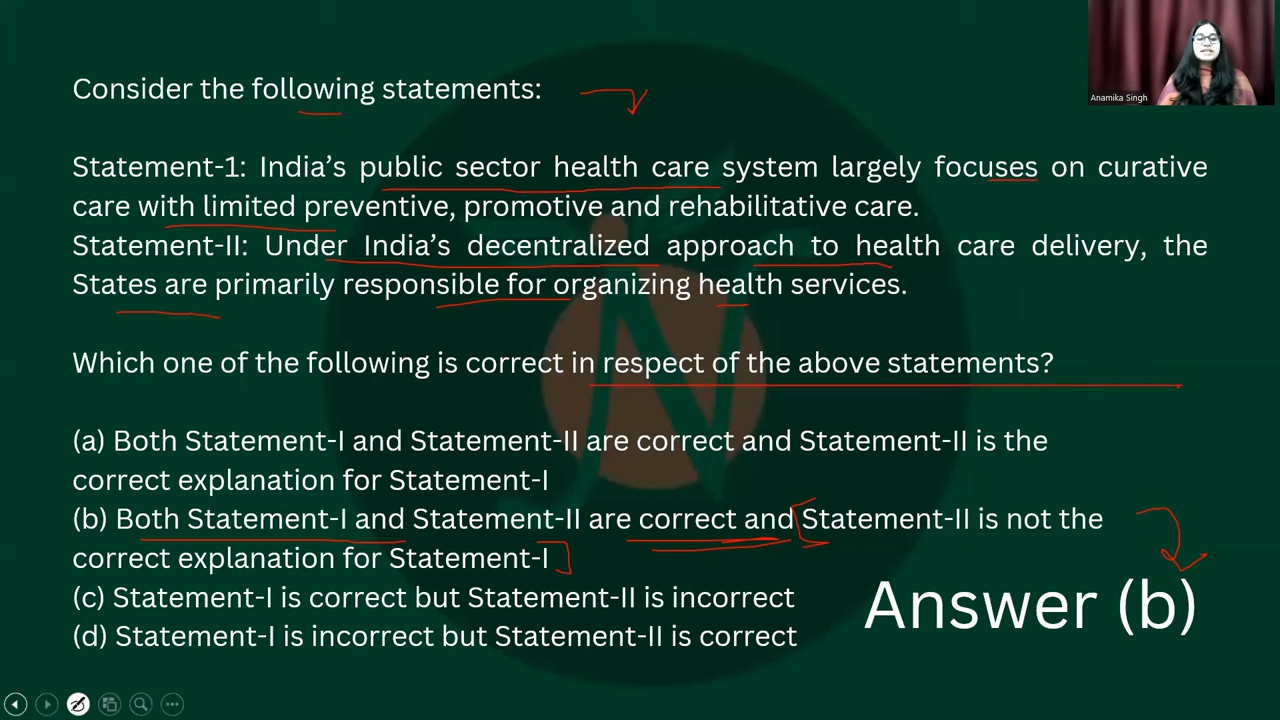 Anamika Singh
Consider the following statements:
Statement-1: India's public sector health care system largely focuses on curative
care with limited preventive, promotive and rehabilitative care.
Statement-II: Under India's decentralized approach to health care delivery, the
States are primarily responsible for organizing health services.
Which one of the following is correct in respect of the above statements?
(a) Both Statement-I and Statement-II are correct and Statement-II is the
correct explanation for Statement-I
(b) Both Statement-I and Statement-II are correct and Statement-II is not the
correct explanation for Statement-I
(c) Statement-I is correct but Statement-II is incorrect
(d) Statement-I is incorrect but Statement-II is correct
Answer (b)